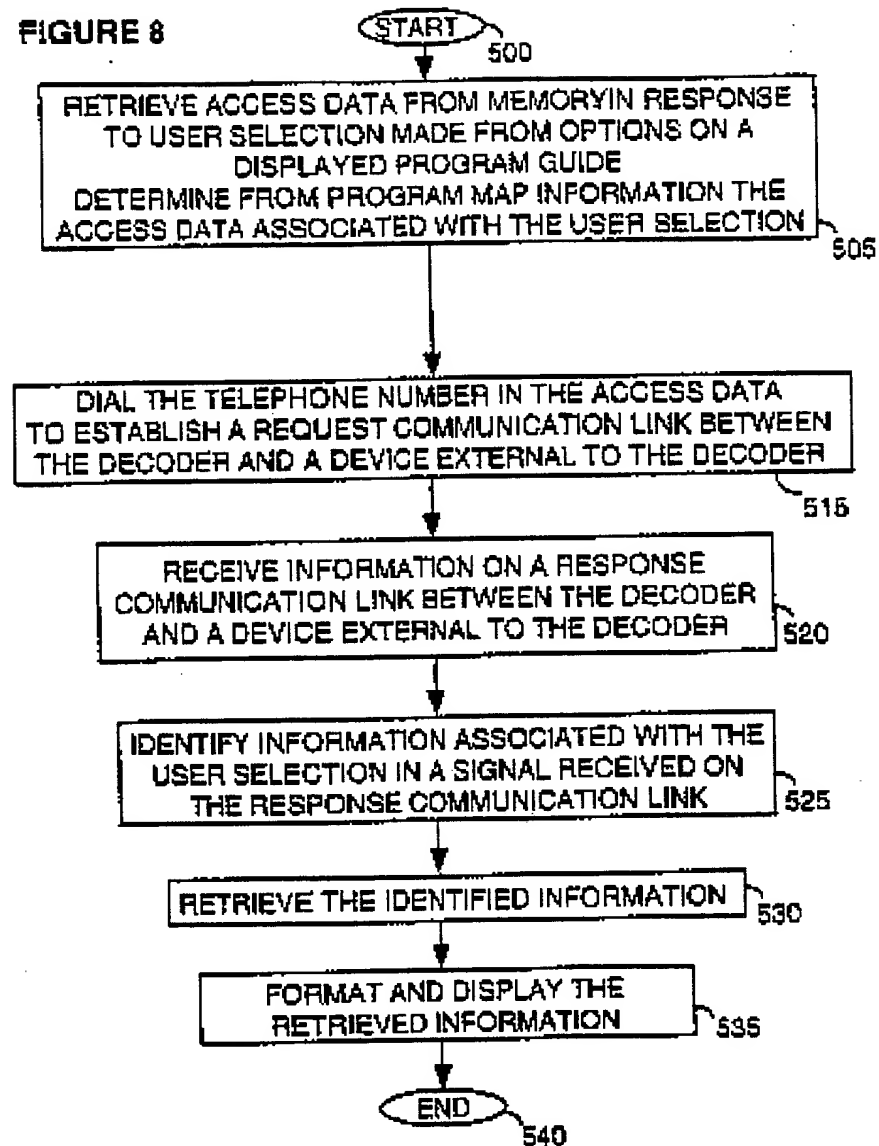 FIGURE 8
START
500
RETRIEVE ACCESS DATA FROM MEMORYIN RESPONSE
TO USER SELECTION MADE FROM OPTIONS ON A
DISPLAYED PROGRAM GUIDE
DETERMINE FROM PROGRAM MAP INFORMATION THE
ACCESS DATA ASSOCIATED WITH THE USER SELECTION
505
DIAL THE TELEPHONE NUMBER IN THE ACCESS DATA
TO ESTABLISH A REQUEST COMMUNICATION LINK BETWEEN
THE DECODER AND A DEVICE EXTERNAL TO THE DECODER
515
RECEIVE INFORMATION ON A RESPONSE
COMMUNICATION LINK BETWEEN THE DECODER
AND A DEVICE EXTERNAL TO THE DECODER
520
IDENTIFY INFORMATION ASSOCIATED WITH THE
USER SELECTION IN A SIGNAL RECEIVED ON
THE RESPONSE COMMUNICATION LINK
525
RETRIEVE THE IDENTIFIED INFORMATION
530
FORMAT AND DISPLAY THE
RETRIEVED INFORMATION
535
END
540